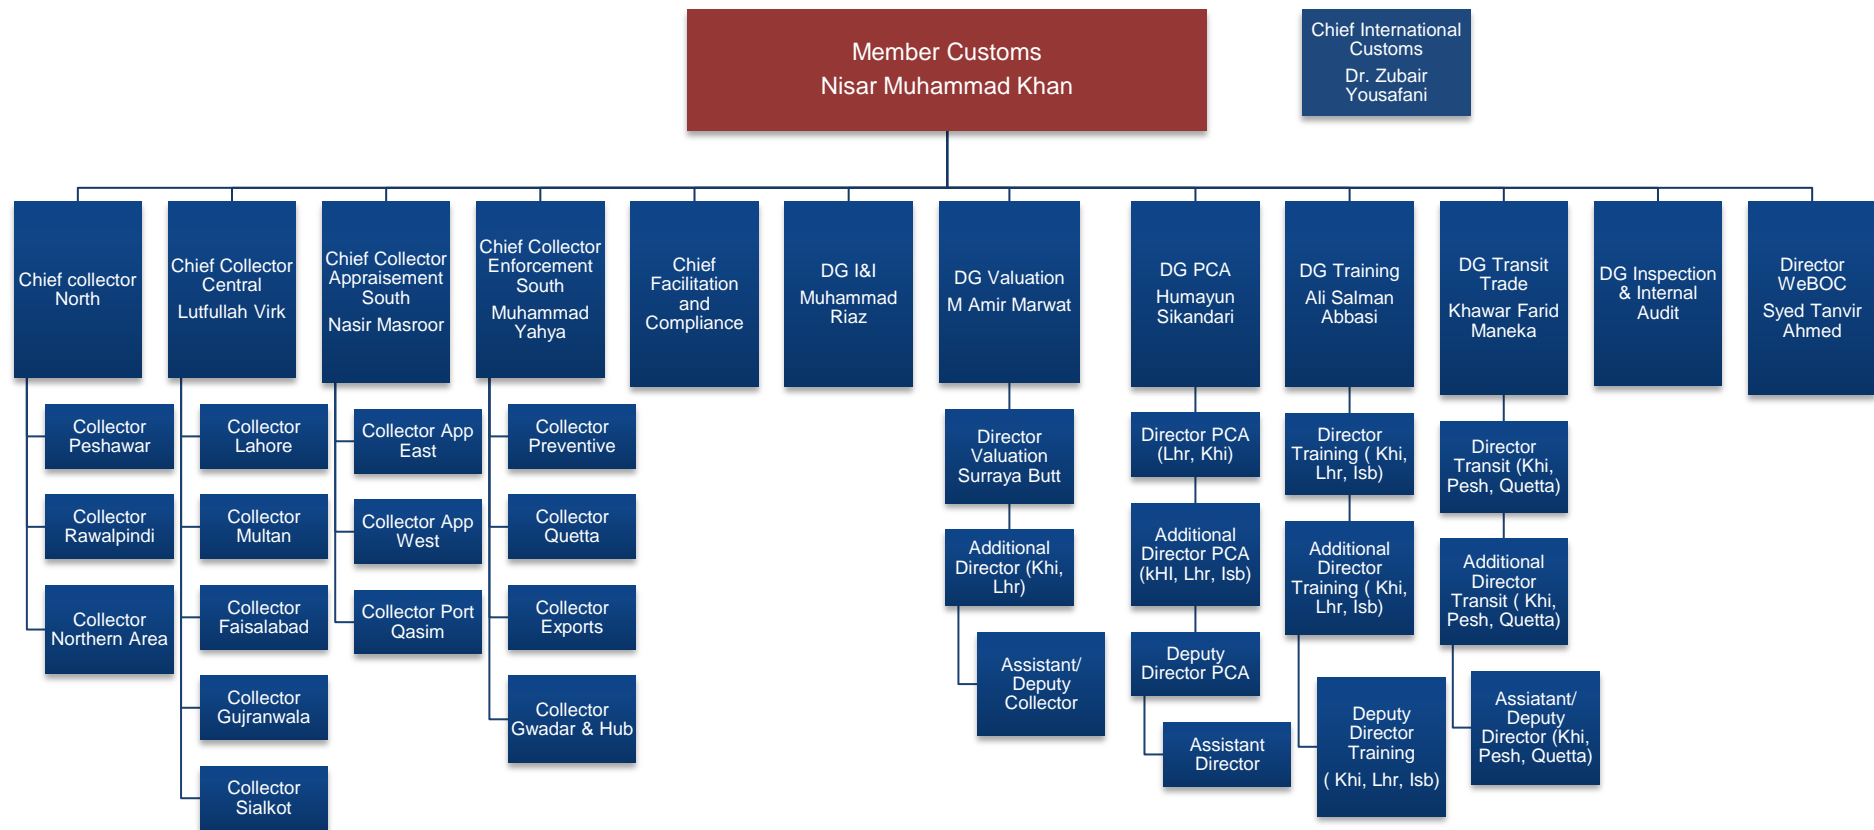 Member Customs
Nisar Muhammad Khan
Chief International
Customs
Dr. Zubair
Yousafani
Chief collector
North
Chief Collector
Central
Lutfullah Virk
Chief Collector
Appraisement
South
Nasir Masroor
Chief Collector
Enforcement
South
Muhammad
Yahya
Chief
Facilitation
and
Compliance
DG I&I
Muhammad
Riaz
DG Valuation
M Amir Marwat
DG PCA
Humayun
Sikandari
DG Training
Ali Salman
Abbasi
DG Transit
Trade
Khawar Farid
Maneka
DG Inspection
& Internal
Audit
Director
WeBOC
Syed Tanvir
Ahmed
Collector
Peshawar
Collector
Rawalpindi
Collector
Northern Area
Collector
Lahore
Collector
Multan
Collector
Faisalabad
Collector
Gujranwala
Collector
Sialkot
Collector App
East
Collector App
West
Collector Port
Qasim
Collector
Preventive
Collector
Quetta
Collector
Exports
Collector
Gwadar & Hub
Director
Valuation
Surraya Butt
Additional
Director (Khi,
Lhr)
Assistant/
Deputy
Collector
Director PCA
(Lhr, Khi)
Additional
Director PCA
(kHI, Lhr, Isb)
Deputy
Director PCA
Assistant
Director
Director
Training ( Khi,
Lhr, Isb)
Additional
Director
Training ( Khi,
Lhr, Isb)
Deputy
Director
Training
( Khi, Lhr, Isb)
Director
Transit (Khi,
Pesh, Quetta)
Additional
Director
Transit ( Khi,
Pesh, Quetta)
Assiatant/
Deputy
Director (Khi,
Pesh, Quetta)